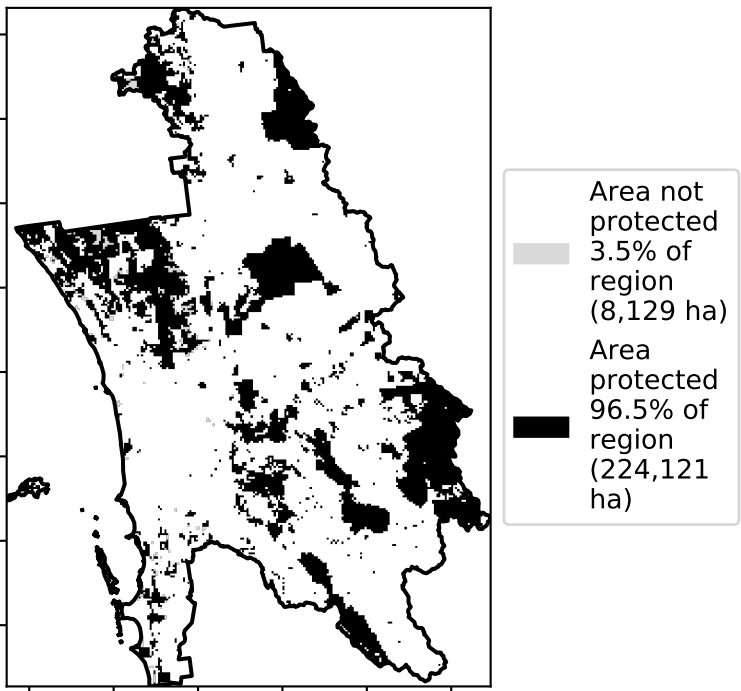 Area not
protected
3.5% of
region
(8,129 ha)
Area
protected
96.5% of
region
(224,121
ha)